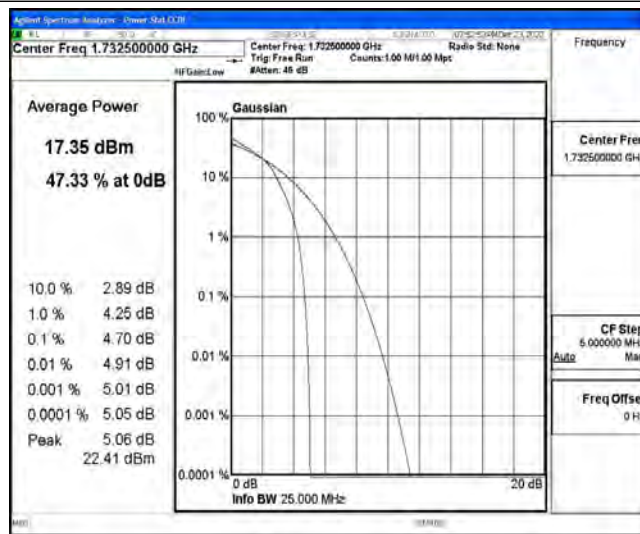 Agilent Spectrum Analyzer - Power Stat CCDF
Center Freq 1.732500000 GHz
Center Freq: 1.732500000 GHz
Radio Std: None
Trig: Free Run
Counts:1.00 M/1.00 Mpt
#IFGain:Low
#Atten: 46 dB
Frequency
Average Power
17.35 dBm
47.33 % at 0dB
10.0 % 2.89 dB
1.0 % 4.25 dB
0.1 % 4.70 dB
0.01 % 4.91 dB
0.001 % 5.01 dB
0.0001 % 5.05 dB
Peak 5.06 dB
22.41 dBm
Gaussian
100 %
10 %
1 %
0.1 %
0.01 %
0.001 %
0.0001 %
0 dB
20 dB
Info BW 25.000 MHz
Center Fre
1.732500000 GH
CF Step
5.000000 MH
Auto Ma
Freq Offse
0 H
MSG
STATUS